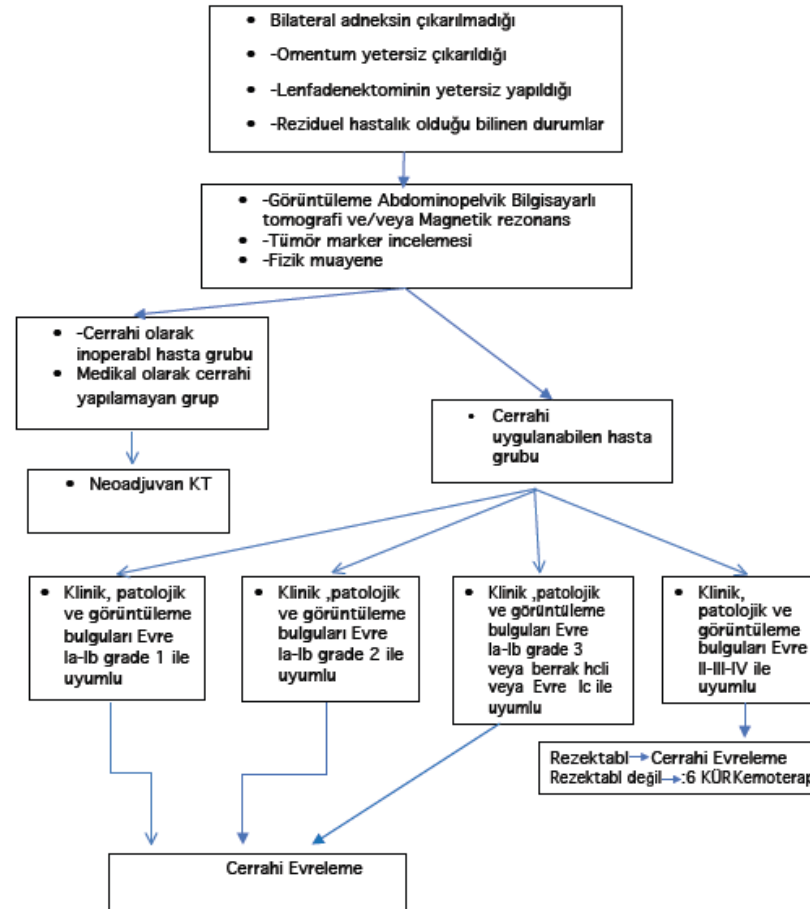 • Bilateral adneksin çıkarılmadığı
• -Omentum yetersiz çıkarıldığı
• -Lenfadenektominin yetersiz yapıldığı
• -Reziduel hastalık olduğu bilinen durumlar
• -Görüntüleme Abdominopelvik Bilgisayarlı
tomografi ve/veya Magnetik rezonans
• -Tümör marker incelemesi
• -Fizik muayene
• -Cerrahi olarak
inoperabl hasta grubu
• Medikal olarak cerrahi
yapılamayan grup
• Cerrahi
uygulanabilen hasta
grubu
• Neoadjuvan KT
• Klinik, patolojik
ve görüntüleme
bulguları Evre
Ia-Ib grade 1 ile
uyumlu
• Klinik ,patolojik
ve görüntüleme
bulguları Evre
Ia-Ib grade 2 ile
uyumlu
• Klinik ,patolojik
ve görüntüleme
bulguları Evre
Ia-Ib grade 3
veya berrak hcli
veya Evre Ic ile
uyumlu
• Klinik,
patolojik ve
görüntüleme
bulguları Evre
II-III-IV ile
uyumlu
Rezektabl→Cerrahi Evreleme
Rezektabl değil→:6 KÜRKemoterap
Cerrahi Evreleme